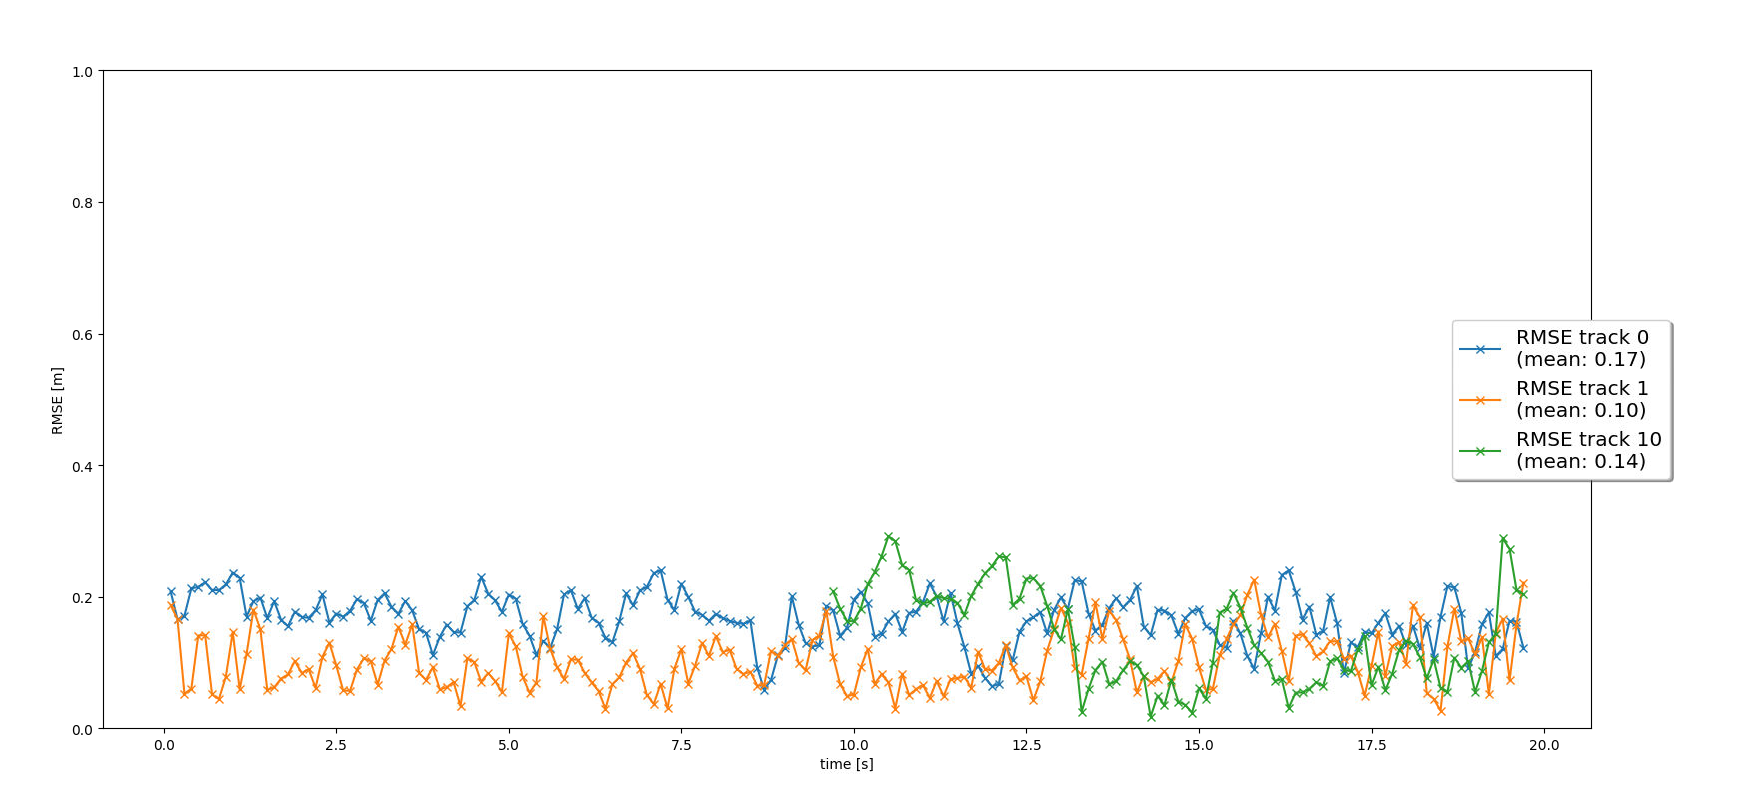 1.0
0.8
0.6
0.4
0.2
0.0
RMSE [m]
RMSE track 0
(mean: 0.17)
RMSE track 1
(mean: 0.10)
RMSE track 10
(mean: 0.14)
0.0 2.5 5.0 7.5 10.0 12.5 15.0 17.5 20.0
time [s]